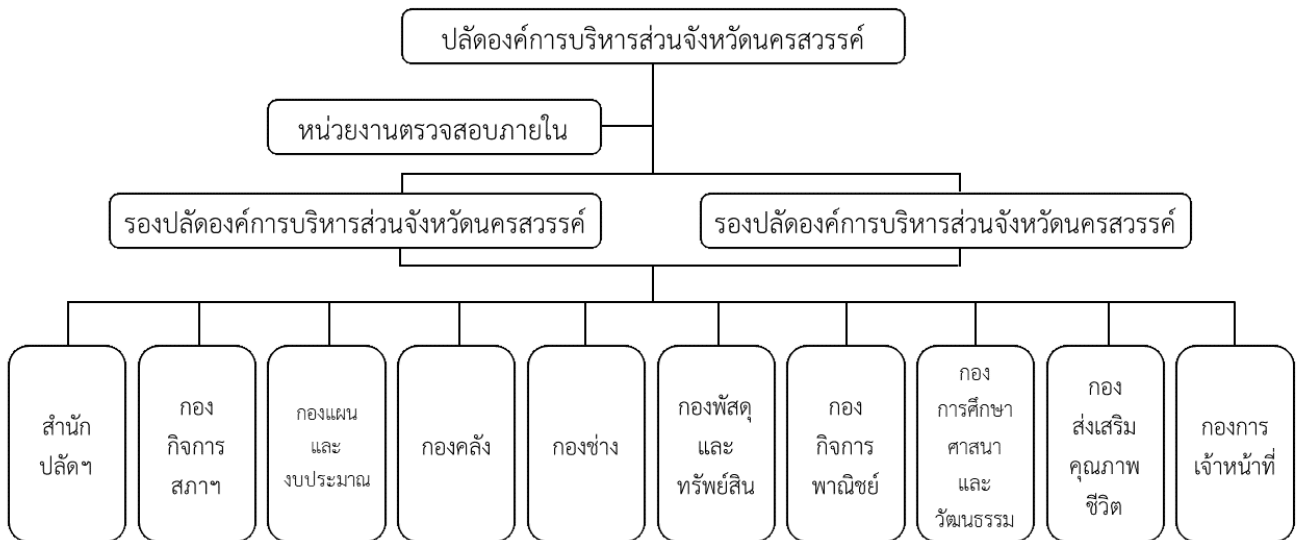 ปลัดองค์การบริหารส่วนจังหวัดนครสวรรค์
หน่วยงานตรวจสอบภายใน
รองปลัดองค์การบริหารส่วนจังหวัดนครสวรรค์
รองปลัดองค์การบริหารส่วนจังหวัดนครสวรรค์
สำนัก
ปลัดฯ
กอง
กิจการ
สภาฯ
กองแผน
และ
งบประมาณ
กองคลัง
กองช่าง
กองพัสดุ
และ
ทรัพย์สิน
กอง
กิจการ
พาณิชย์
กอง
การศึกษา
ศาสนา
และ
วัฒนธรรม
กอง
ส่งเสริม
คุณภาพ
ชีวิต
กองการ
เจ้าหน้าที่